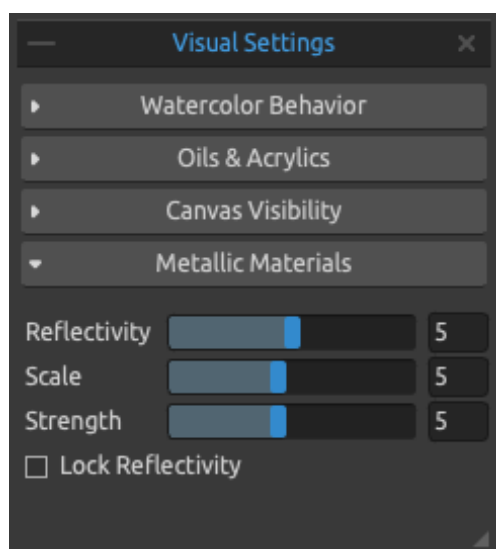 Visual Settings
Watercolor Behavior
Oils & Acrylics
Canvas Visibility
Metallic Materials
Reflectivity 5
Scale 5
Strength 5
Lock Reflectivity